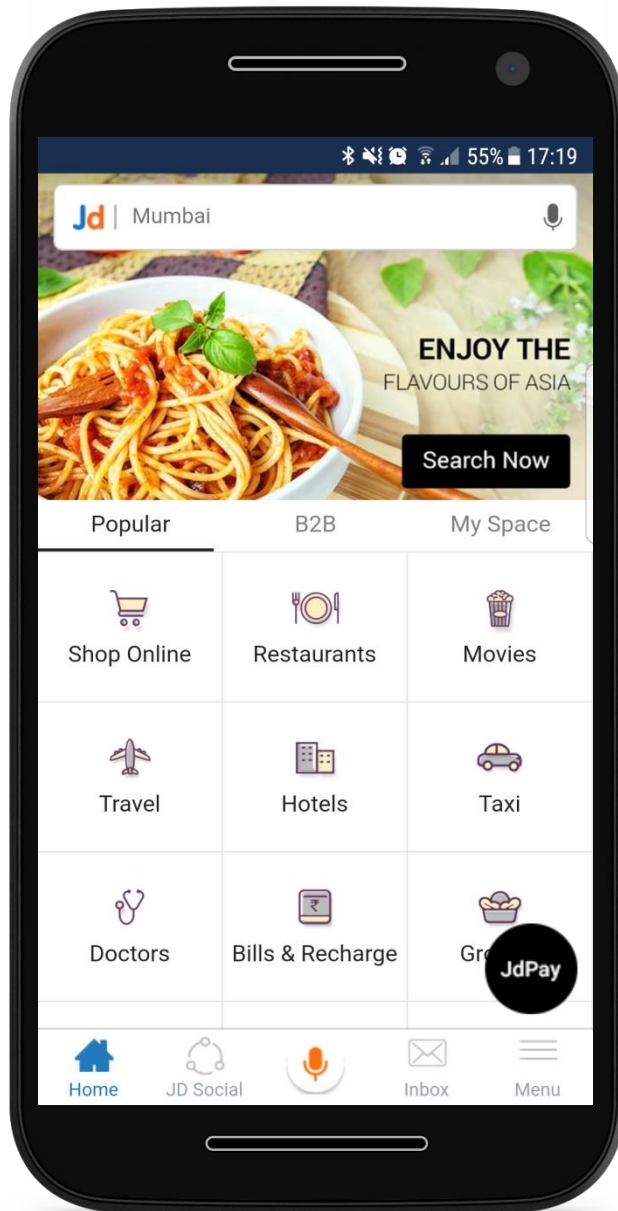 55% 17:19
Jd | Mumbai
ENJOY THE
FLAVOURS OF ASIA
Search Now
Popular B2B My Space
Shop Online Restaurants Movies
Travel Hotels Taxi
Doctors Bills & Recharge
JdPay
Home JD Social Inbox Menu